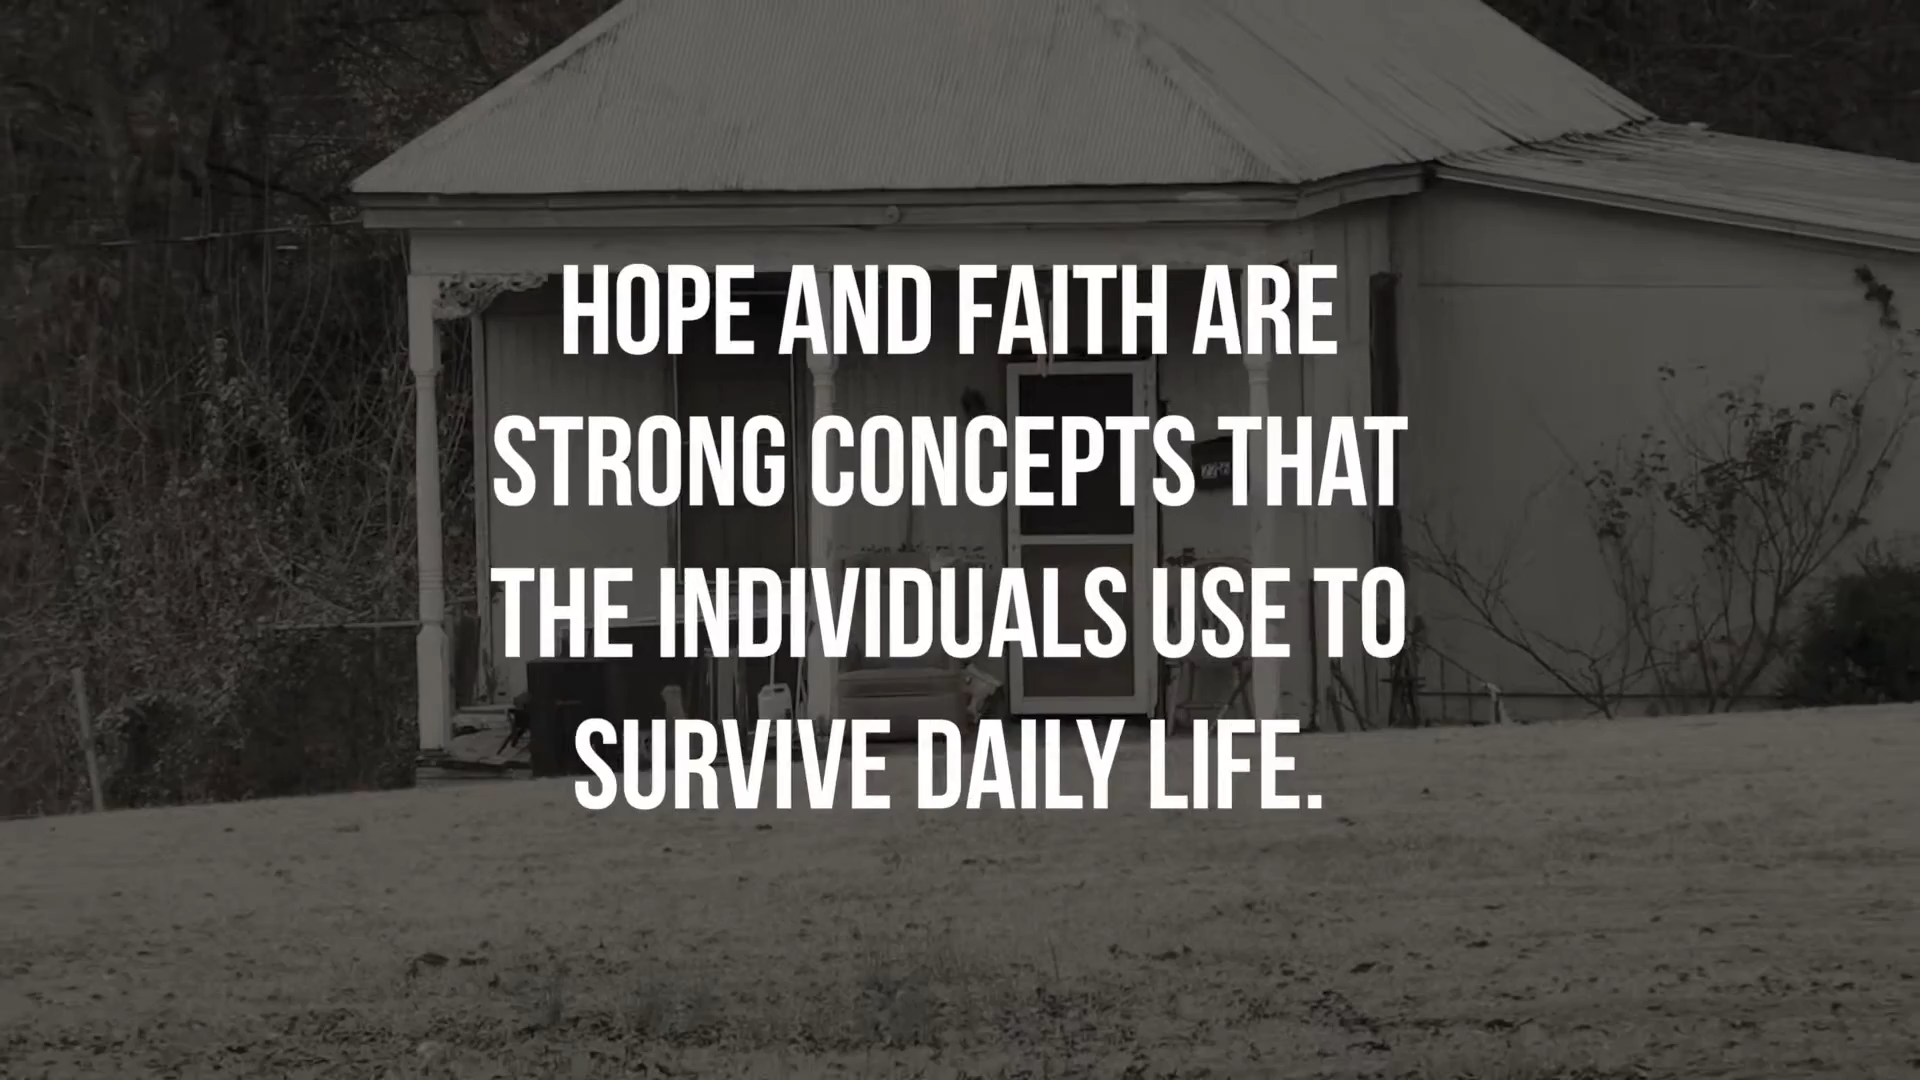 HOPE AND FAITH ARE
STRONG CONCEPTS THAT
THE INDIVIDUALS USE TO
SURVIVE DAILY LIFE.